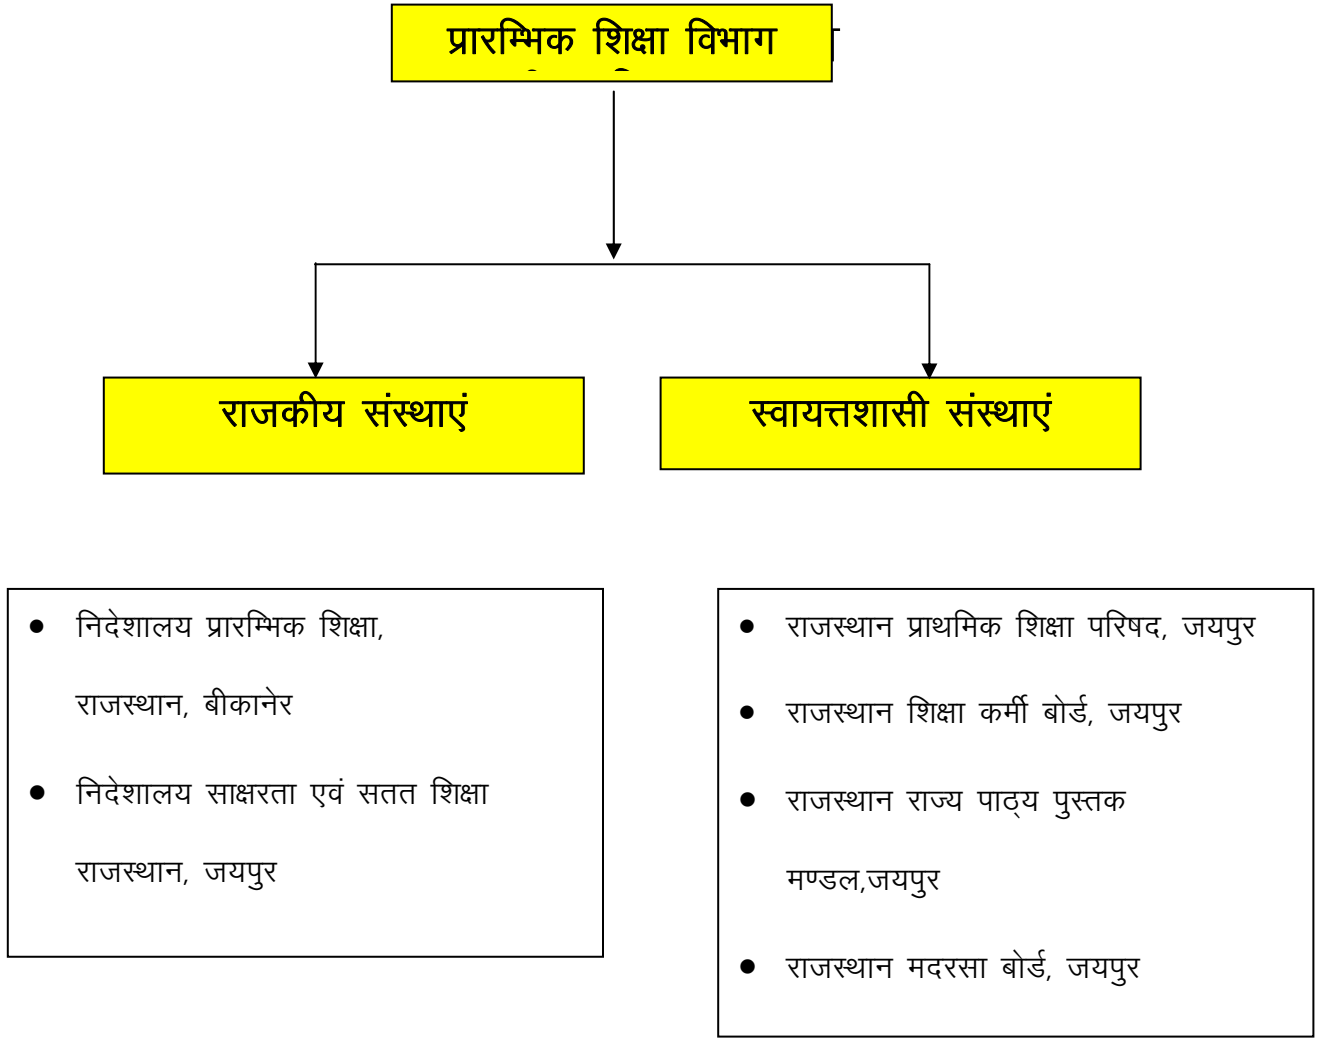 प्रारम्भिक शिक्षा विभाग
राजकीय संस्थाएं
स्वायत्तशासी संस्थाएं
निदेशालय प्रारम्भिक शिक्षा,
राजस्थान, बीकानेर
निदेशालय साक्षरता एवं सतत शिक्षा
राजस्थान, जयपुर
राजस्थान प्राथमिक शिक्षा परिषद, जयपुर
राजस्थान शिक्षा कर्मी बोर्ड, जयपुर
राजस्थान राज्य पाठ्य पुस्तक
मण्डल,जयपुर
राजस्थान मदरसा बोर्ड, जयपुर